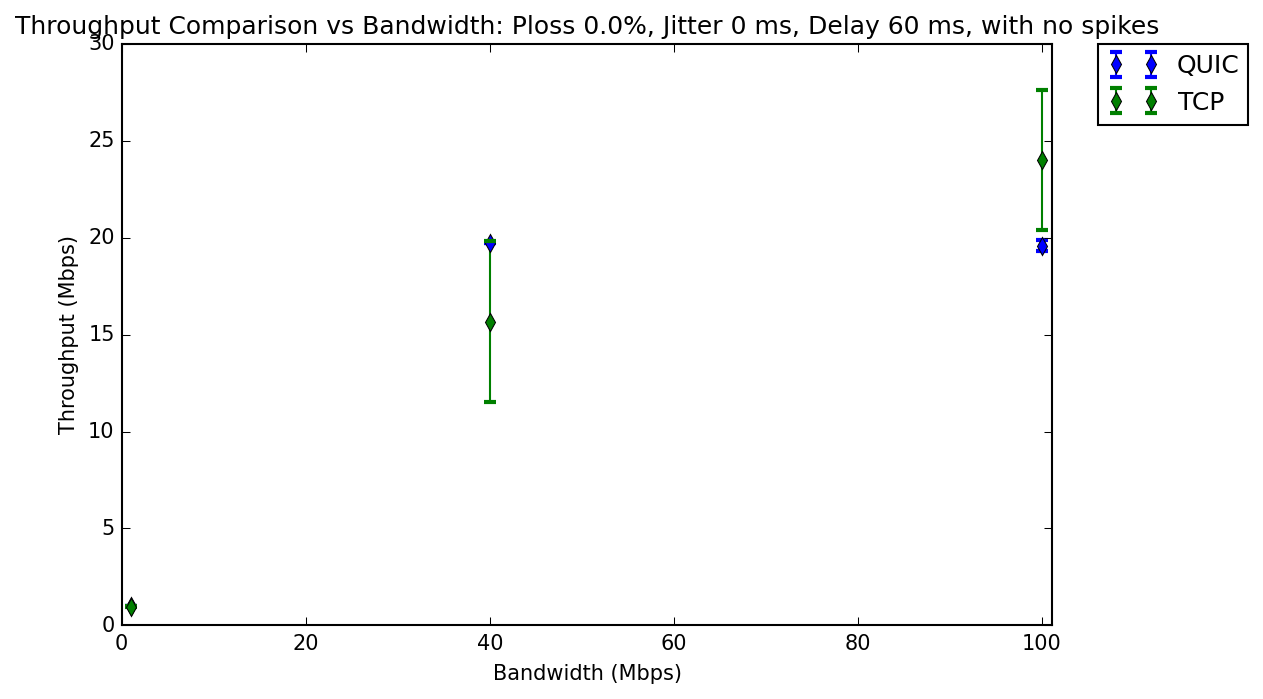 Throughput Comparison vs Bandwidth: Ploss 0.0%, Jitter 0 ms, Delay 60 ms, with no spikes
QUIC
TCP
30
25
20
15
10
5
0
Throughput (Mbps)
0 20 40 60 80 100
Bandwidth (Mbps)